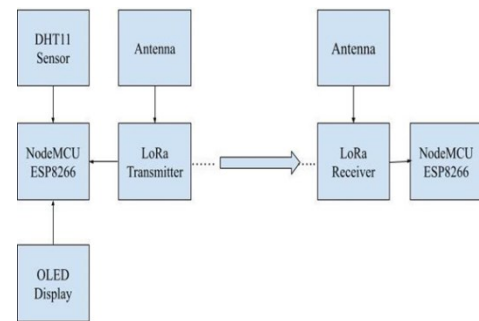 DHT11
Sensor
Antenna
Antenna
NodeMCU
ESP8266
LoRa
Transmitter
LoRa
Receiver
NodeMCU
ESP8266
OLED
Display